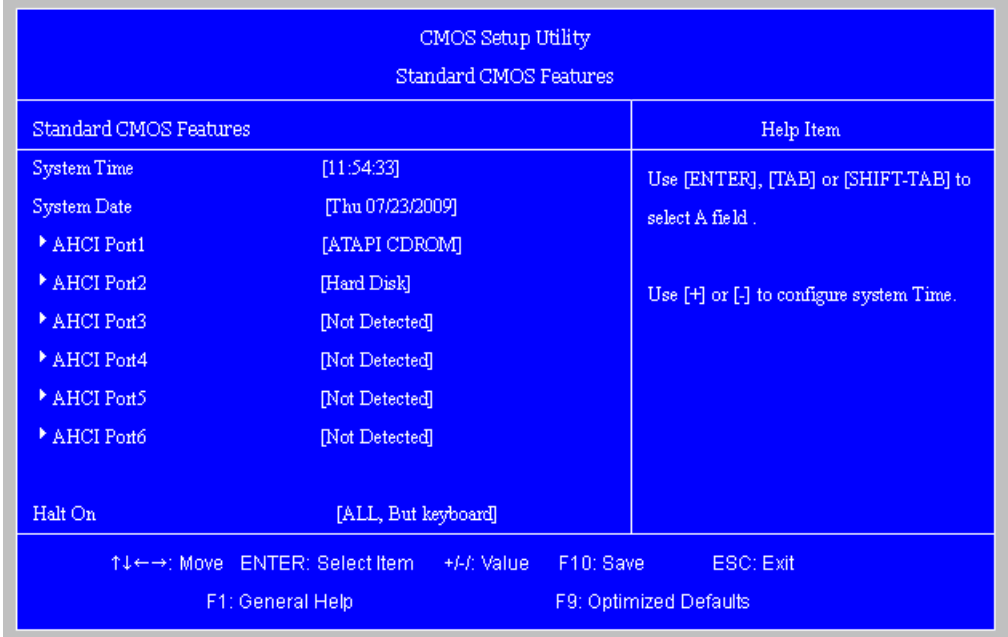 CMOS Setup Utility
Standard CMOS Features
Standard CMOS Features
Help Item
System Time [11:54:33]
System Date [Thu 07/23/2009]
AHCI Port1 [ATAPI CDROM]
AHCI Port2 [Hard Disk]
AHCI Port3 [Not Detected]
AHCI Port4 [Not Detected]
AHCI Port5 [Not Detected]
AHCI Port6 [Not Detected]
Halt On [ALL, But keyboard]
Use [ENTER], [TAB] or [SHIFT-TAB] to
select A field .
Use [+] or [-] to configure system Time.
↑↓←→: Move ENTER: Select Item +/-/: Value F10: Save ESC: Exit
F1: General Help F9: Optimized Defaults